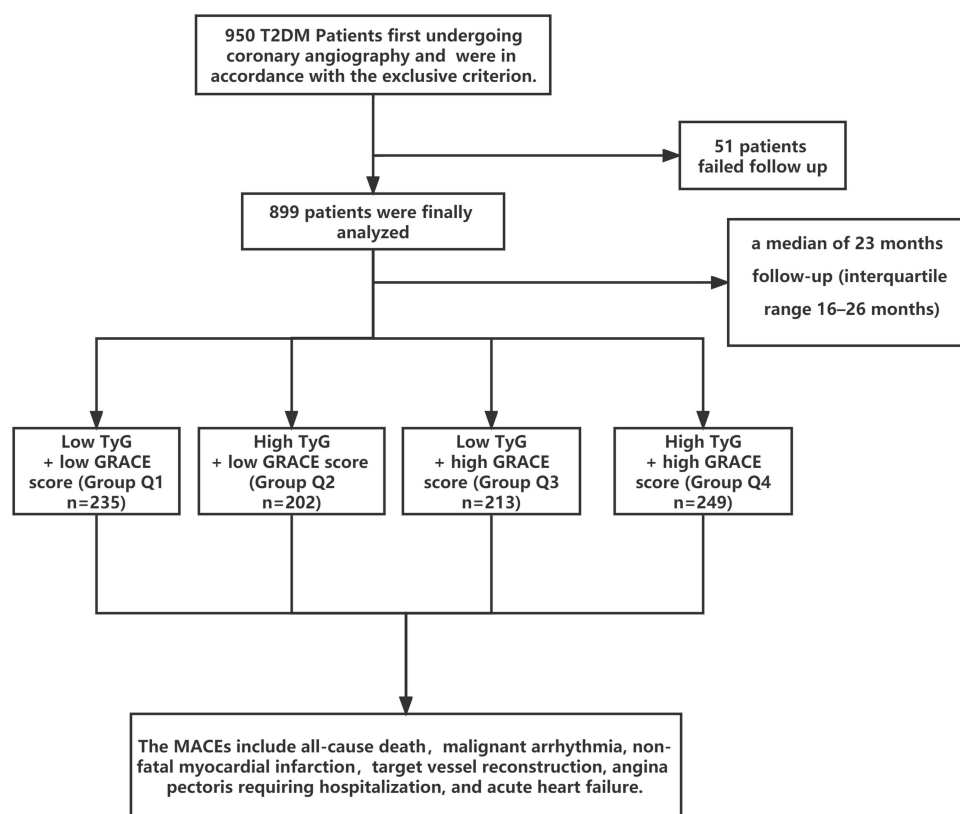 950 T2DM Patients first undergoing
coronary angiography and were in
accordance with the exclusive criterion.
51 patients
failed follow up
899 patients were finally
analyzed
a median of 23 months
follow-up (interquartile
range 16–26 months)
Low TyG
+ low GRACE
score (Group Q1
n=235)
High TyG
+ low GRACE score
(Group Q2
n=202)
Low TyG
+ high GRACE
score (Group Q3
n=213)
High TyG
+ high GRACE
score (Group Q4
n=249)
The MACEs include all-cause death, malignant arrhythmia, non-
fatal myocardial infarction, target vessel reconstruction, angina
pectoris requiring hospitalization, and acute heart failure.